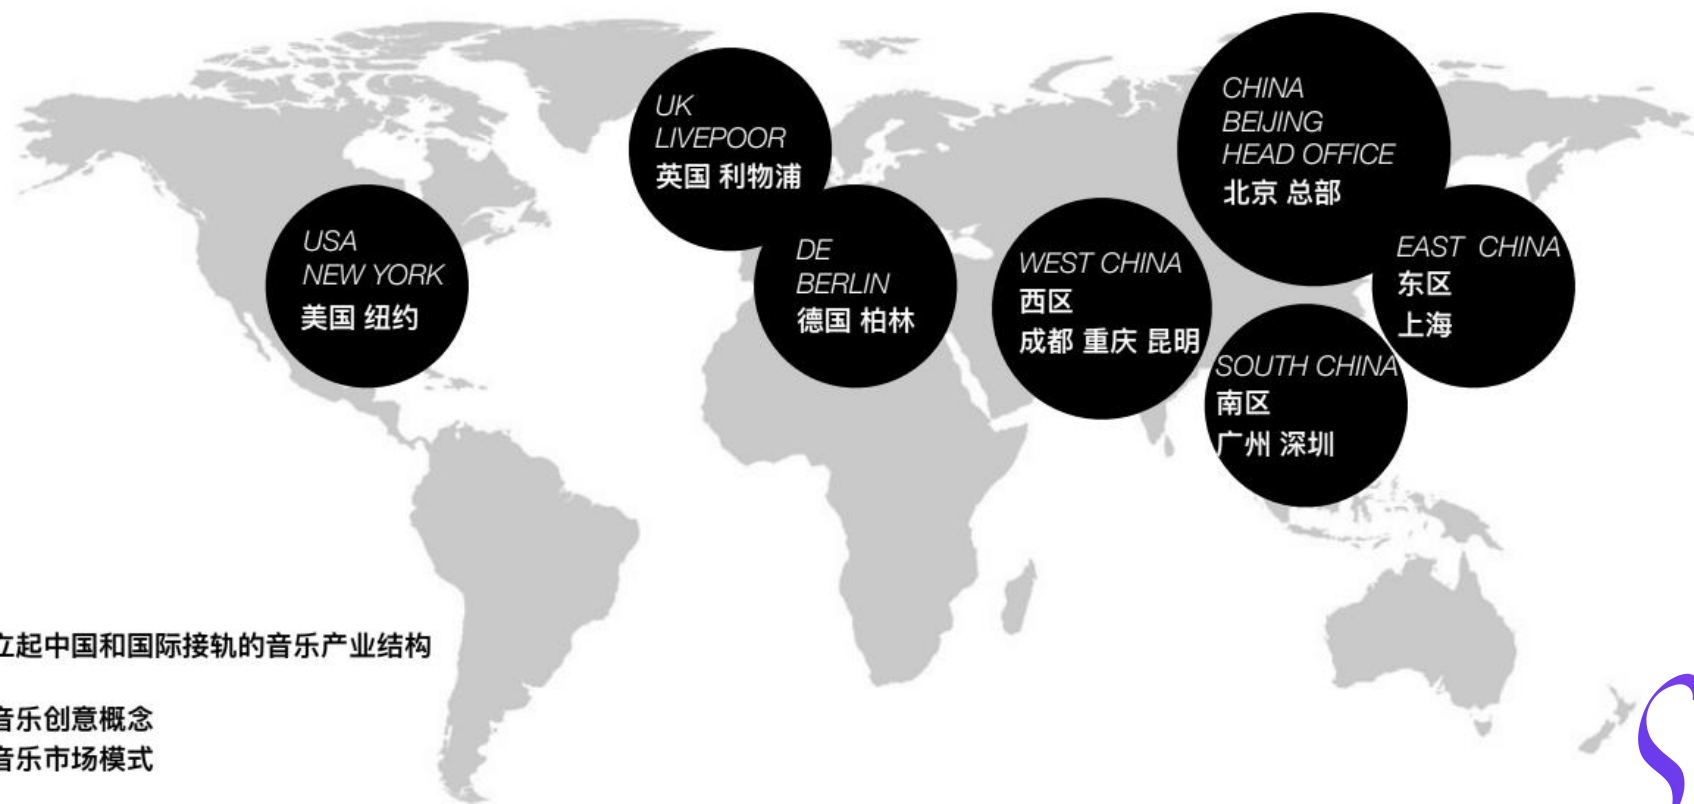 UK
LIVEPOOR
英国 利物浦
CHINA
BEIJING
HEAD OFFICE
北京 总部
USA
NEW YORK
美国 纽约
DE
BERLIN
德国 柏林
WEST CHINA
西区
成都 重庆 昆明
EAST CHINA
东区
上海
SOUTH CHINA
南区
广州 深圳
立起中国和国际接轨的音乐产业结构
音乐创意概念
音乐市场模式